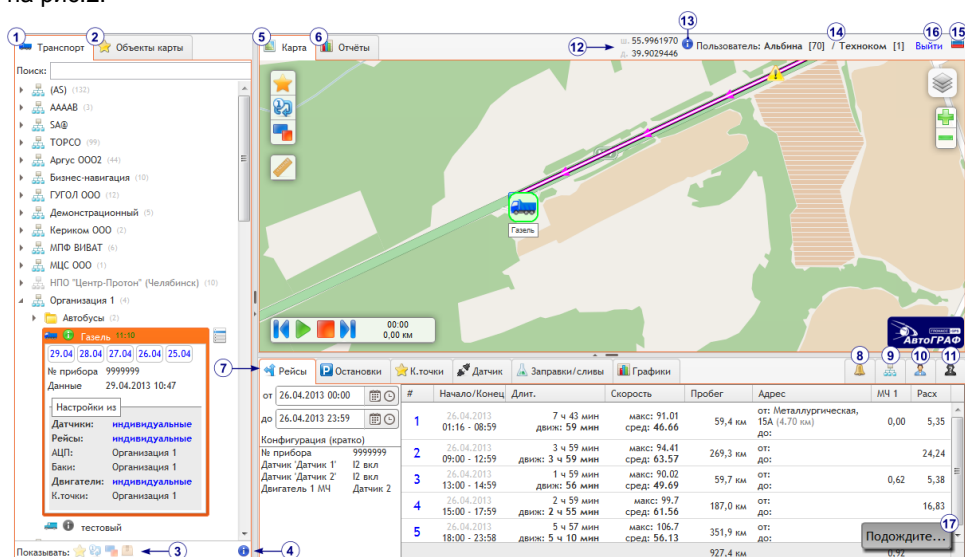 на рис.2.
1 Транспорт 2 Объекты карты
Поиск:
(AS) (132)
AAAAB (3)
SA@
TOPCO (99)
Аргус 0002 (44)
Бизнес-навигация (10)
ГУГОЛ ООО (12)
Демонстрационный (5)
Кериком ООО (2)
МПФ ВИВАТ (6)
МЦС ООО (1)
НПО "Центр-Протон" (Челябинск) (10)
Организация 1 (4)
Автобусы (2)
Газель 11:10
29.04 28.04 27.04 26.04 25.04
№ прибора 9999999
Данные 29.04.2013 10:47
Настройки из
Датчики: индивидуальные
Рейсы: индивидуальные
АЦП: Организация 1
Баки: Организация 1
Двигатели: индивидуальные
К.точки: Организация 1
тестовый
Показывать: 3 4
5 Карта 6 Отчёты
12 ш. 55.9961970
д. 39.9029446
13 Пользователь: Альбина [70] / Техноком [1] 14 Выйти 16 15
Газель
00:00
0,00 км
АвтоГРАФ
7 Рейсы Остановки К.точки Датчик Заправки/сливы Графики 8 9 10 11
от 26.04.2013 00:00
до 26.04.2013 23:59
Конфигурация (кратко)
№ прибора 9999999
Датчик 'Датчик 1' I2 вкл
Датчик 'Датчик 2' I2 вкл
Двигатель 1 МЧ Датчик 2
# Начало/Конец Длит. Скорость Пробег Адрес МЧ 1 Расх
1 26.04.2013 7 ч 43 мин макс: 91.01 59,4 км от: Металлургическая, 0,00 5,35
01:16 - 08:59 движ: 59 мин сред: 46.66 15А (4.70 км)
до:
2 26.04.2013 3 ч 59 мин макс: 94.41 269,3 км от: 24,24
09:00 - 12:59 движ: 3 ч 59 мин сред: 63.57 до:
3 26.04.2013 1 ч 59 мин макс: 90.02 59,7 км от: 0,62 5,38
13:00 - 14:59 движ: 56 мин сред: 49.69 до:
4 26.04.2013 2 ч 59 мин макс: 99.7 187,0 км от: 16,83
15:00 - 17:59 движ: 2 ч 55 мин сред: 61.56 до:
5 26.04.2013 5 ч 57 мин макс: 106.7 351,9 км от:
18:00 - 23:58 движ: 5 ч 10 мин сред: 56.13 до:
927,4 км 0,92
17
Подождите...